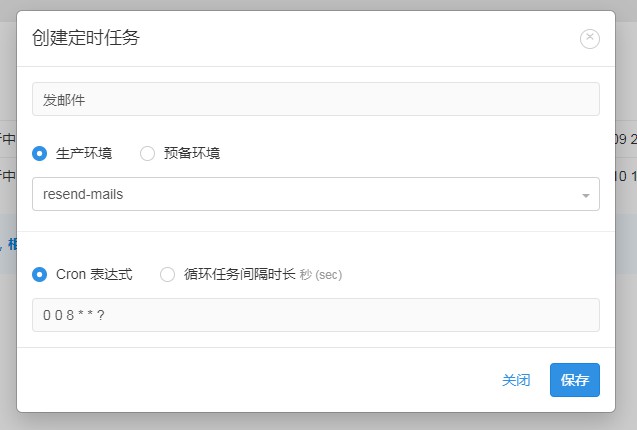 创建定时任务
发邮件
生产环境 预备环境
resend-mails
Cron 表达式 循环任务间隔时长 秒 (sec)
0 0 8 * * ?
关闭 保存